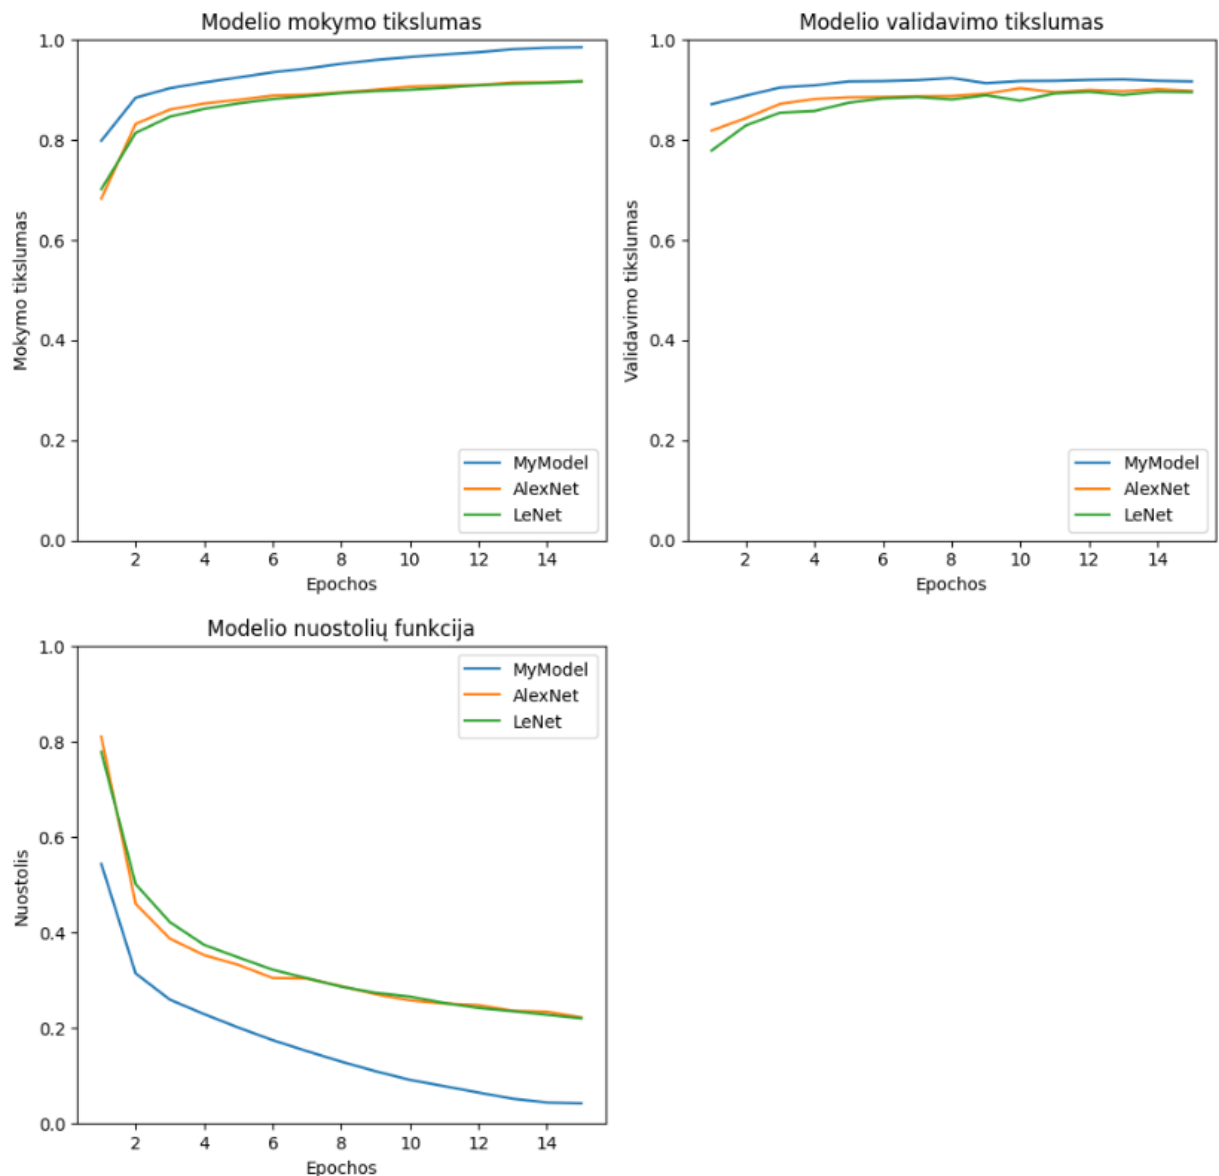 Modelio mokymo tikslumas
1.0
0.8
0.6
0.4
0.2
0.0
Mokymo tikslumas
MyModel
AlexNet
LeNet
2 4 6 8 10 12 14
Epochos
Modelio validavimo tikslumas
1.0
0.8
0.6
0.4
0.2
0.0
Validavimo tikslumas
MyModel
AlexNet
LeNet
2 4 6 8 10 12 14
Epochos
Modelio nuostolių funkcija
1.0
0.8
0.6
0.4
0.2
0.0
Nuostolis
MyModel
AlexNet
LeNet
2 4 6 8 10 12 14
Epochos